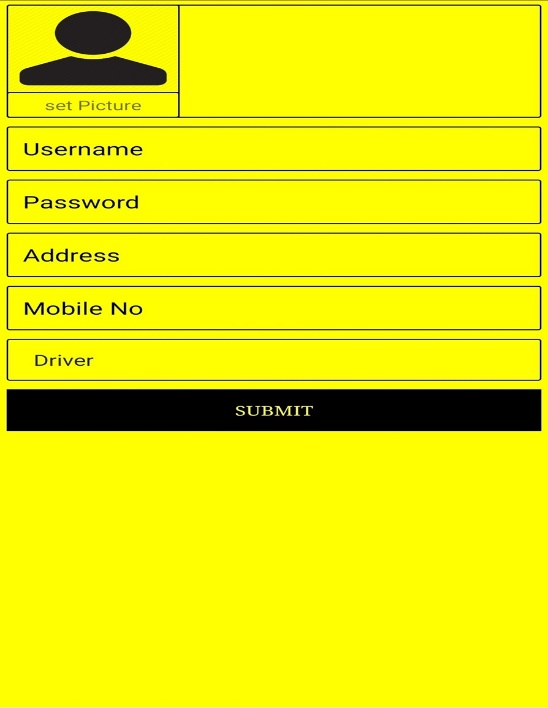 set Picture
Username
Password
Address
Mobile No
Driver
SUBMIT